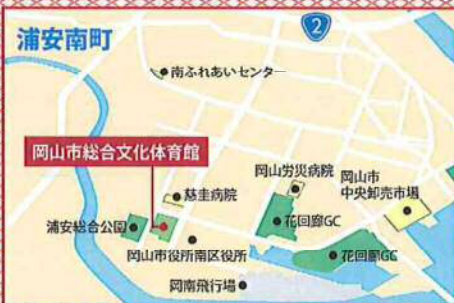 浦安南町
2
南ふれあいセンター
岡山市総合文化体育館
岡山労災病院
岡山市
中央卸売市場
慈圭病院
浦安総合公園
花回廊GC
岡山市役所南区役所
花回廊GC
岡南飛行場